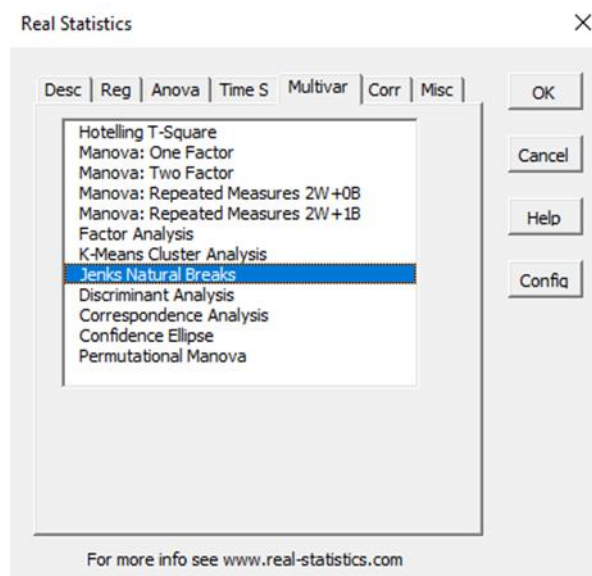 Real Statistics
Desc Reg Anova Time S Multivar Corr Misc
OK
Hotelling T-Square
Manova: One Factor
Manova: Two Factor
Manova: Repeated Measures 2W+0B
Manova: Repeated Measures 2W+1B
Factor Analysis
K-Means Cluster Analysis
Jenks Natural Breaks
Discriminant Analysis
Correspondence Analysis
Confidence Ellipse
Permutational Manova
Cancel
Help
Config
For more info see www.real-statistics.com